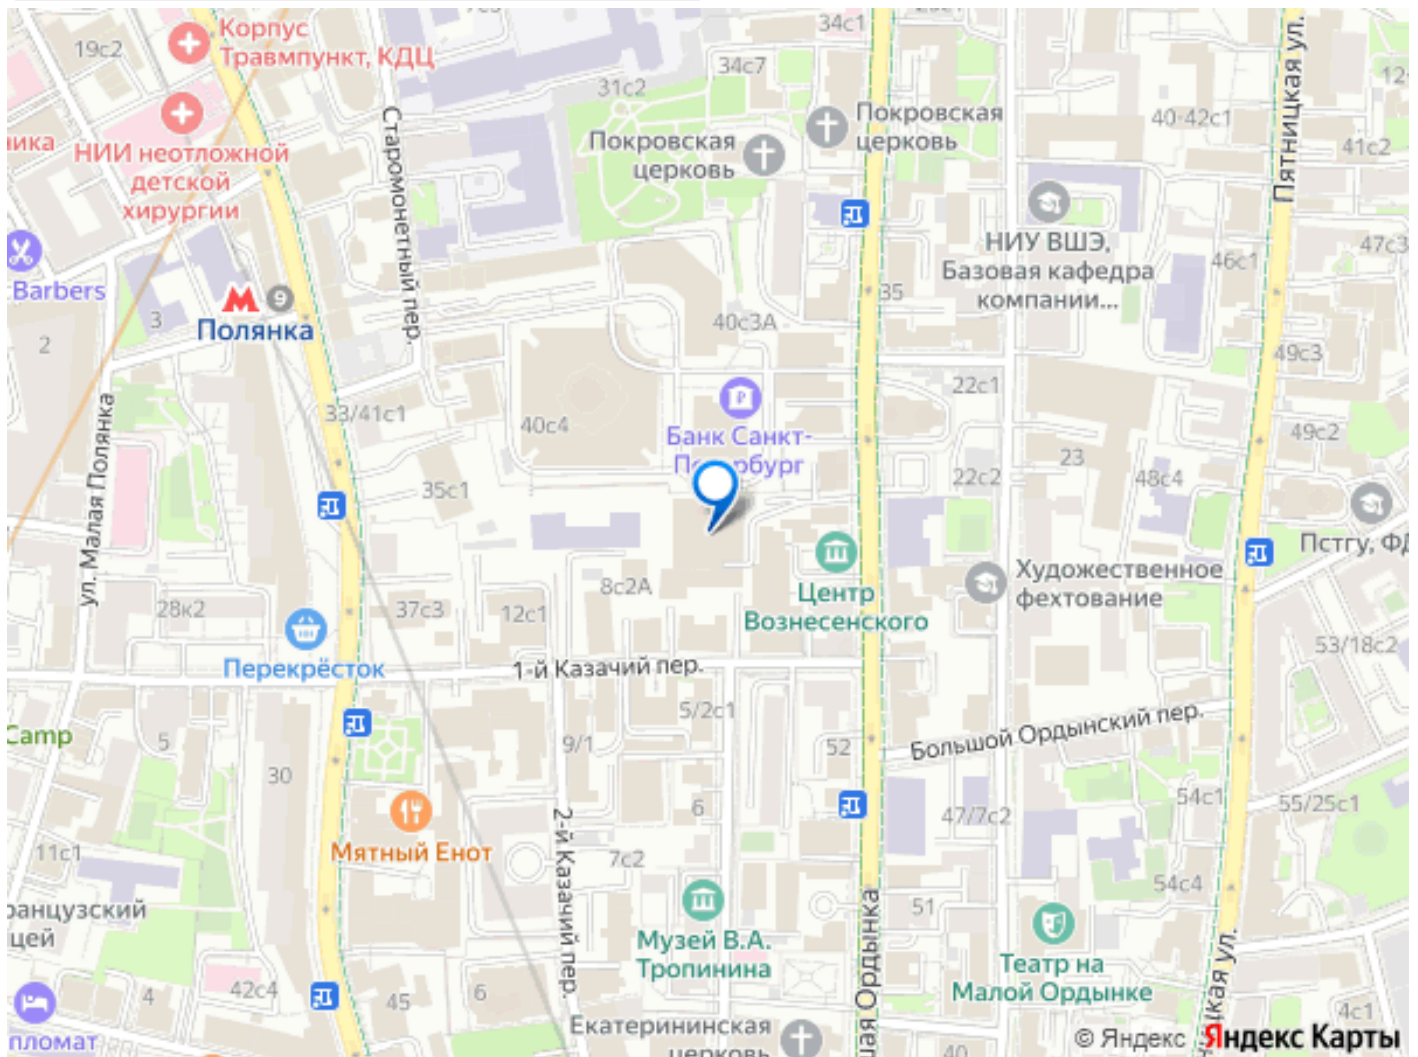 34с1
Корпус
Травмпункт, КДЦ
19с2
34с7
31с2
Пятницкая ул.
Покровская
церковь
Покровская
церковь
40-42с1
41с2
НИИ неотложной
детской
хирургии
Старомонетный пер.
НИУ ВШЭ,
Базовая кафедра
компании...
47с3
46с1
Barbers
9
35
3
Полянка
2
40с3А
49с3
22с1
33/41с1
40с4
Банк Санкт-
Петербург
49с2
23
22с2
48с4
35с1
ул. Малая Полянка
Пстгу, ФД
Художественное
фехтование
8с2А
Центр
Вознесенского
28к2
37с3
12с1
53/18с2
Перекрёсток
1-й Казачий пер.
5/2с1
Большой Ордынский пер.
Camp
5
9/1
52
30
6
47/7с2
54с1
55/25с1
2-й Казачий пер.
11с1
Мятный Енот
7с2
54с4
51
Музей В.А.
Тропинина
Театр на
Малой Ордынке
42с4
4
45
6
4с1
Екатерининская
40
© Яндекс Яндекс Карты